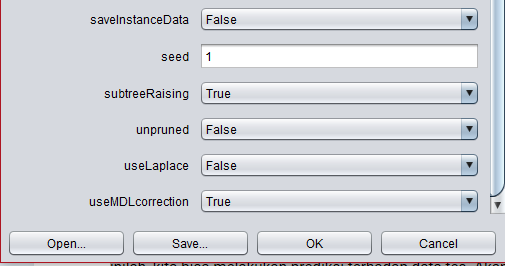 saveInstanceData False
seed 1
subtreeRaising True
unpruned False
useLaplace False
useMDLcorrection True
Open... Save... OK Cancel
inilah kita bisa melakukan prediksi terhadap data tes. Akan